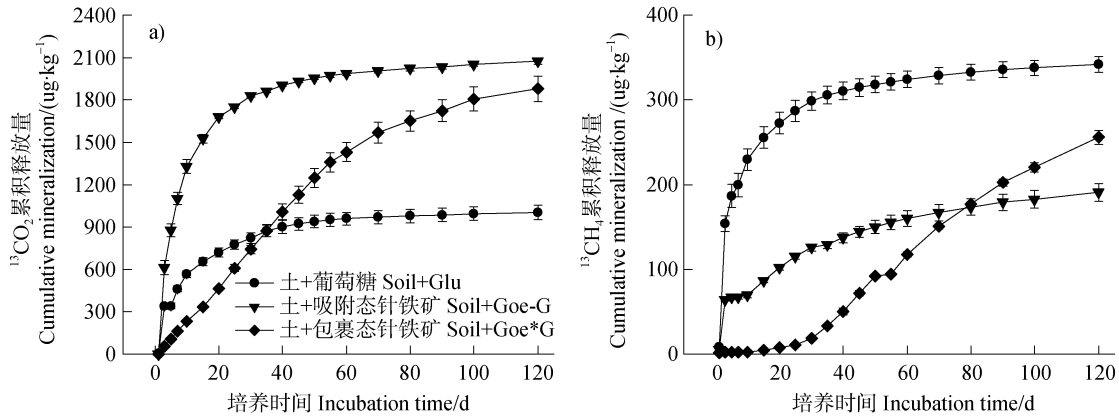 a)
¹³CO₂累积释放量
Cumulative mineralization/(ug·kg⁻¹)
2400
2100
1800
1500
1200
900
600
300
0
土+葡萄糖 Soil+Glu
土+吸附态针铁矿 Soil+Goe-G
土+包裹态针铁矿 Soil+Goe*G
0 20 40 60 80 100 120
培养时间 Incubation time/d
b)
¹³CH₄累积释放量
Cumulative mineralization /(ug·kg⁻¹)
400
300
200
100
0
0 20 40 60 80 100 120
培养时间 Incubation time/d